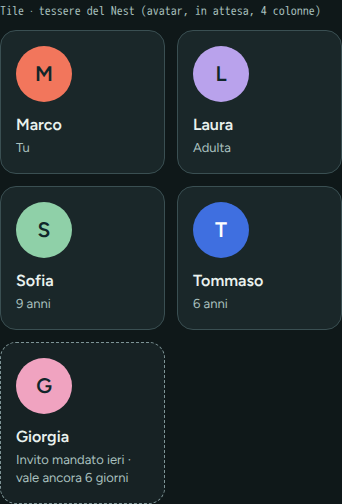 Tile · tessere del Nest (avatar, in attesa, 4 colonne)
M
Marco
Tu
L
Laura
Adulta
S
Sofia
9 anni
T
Tommaso
6 anni
G
Giorgia
Invito mandato ieri ·
vale ancora 6 giorni